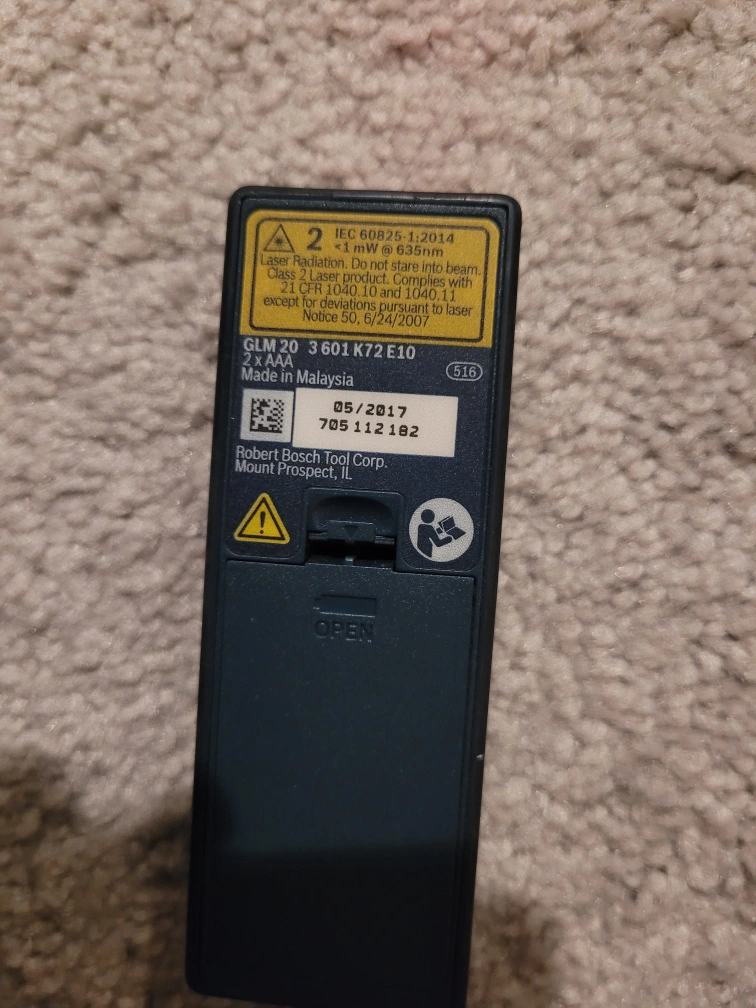 2 IEC 60825-1:2014
<1 mW @ 635nm
Laser Radiation. Do not stare into beam.
Class 2 Laser product. Complies with
21 CFR 1040.10 and 1040.11
except for deviations pursuant to laser
Notice 50, 6/24/2007
GLM 20 3 601 K72 E10
2 x AAA
Made in Malaysia
516
05/2017
705 112 182
Robert Bosch Tool Corp.
Mount Prospect, IL
OPEN